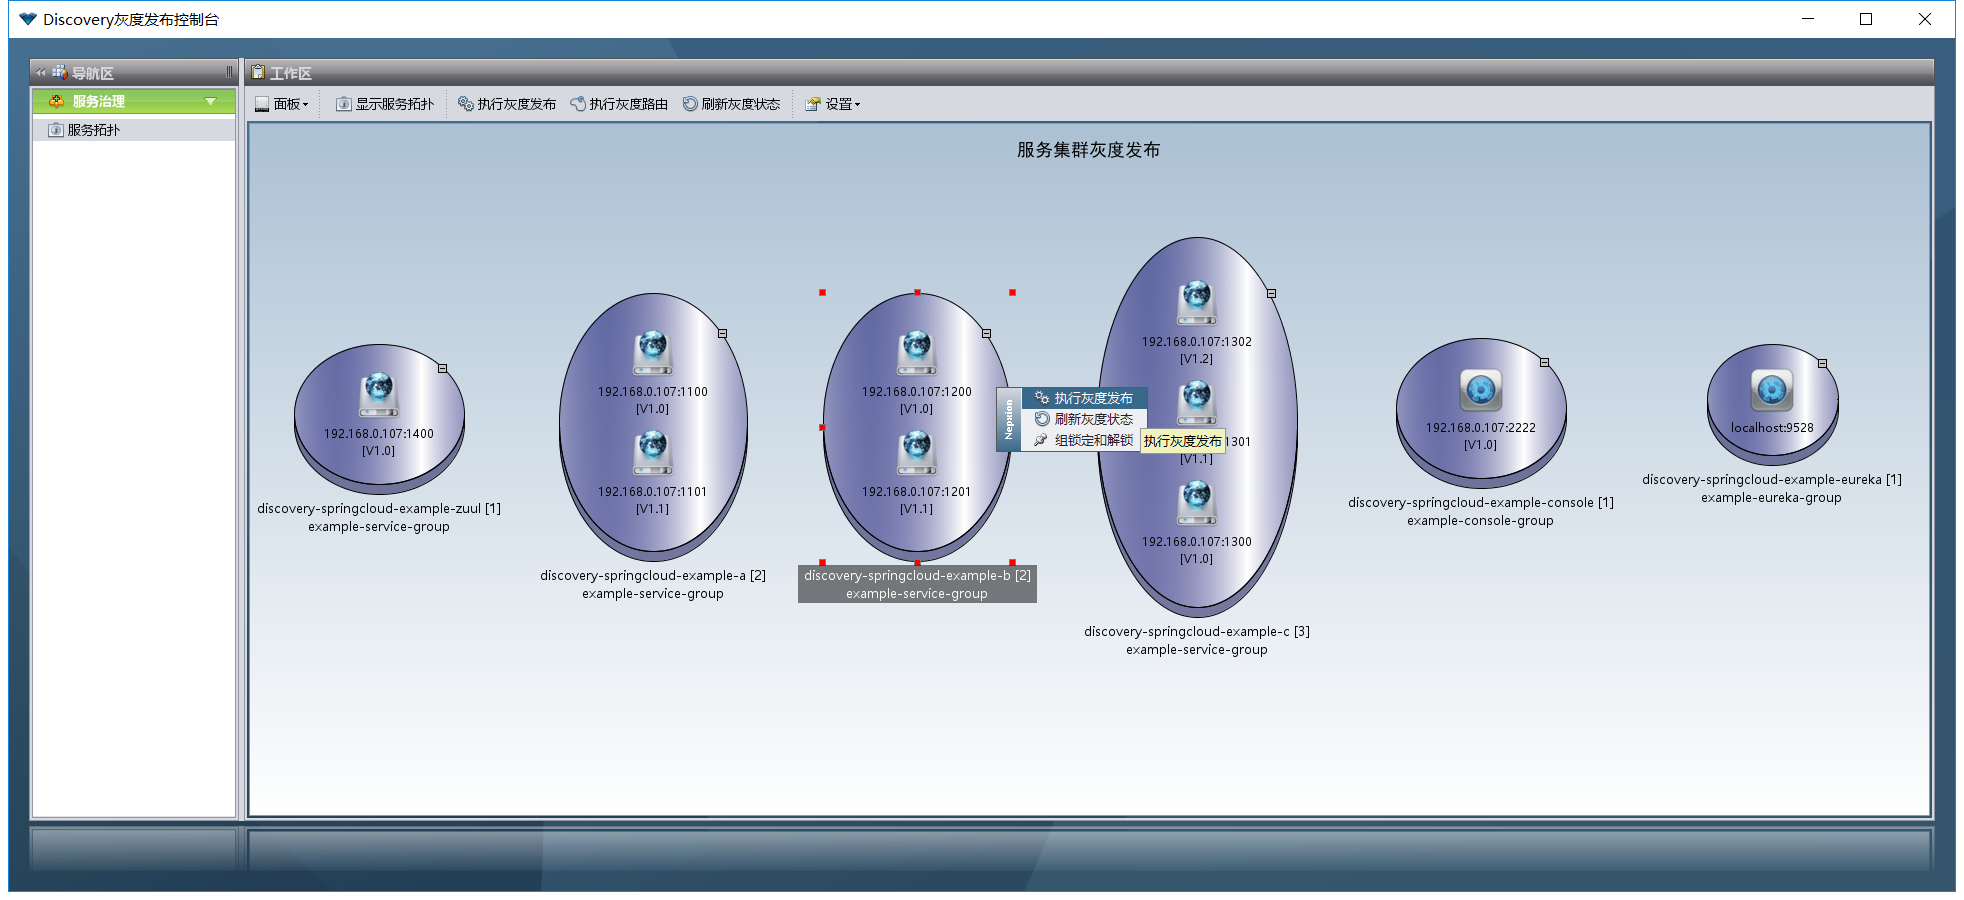 Discovery灰度发布控制台
导航区
工作区
服务治理
服务拓扑
面板
显示服务拓扑
执行灰度发布
执行灰度路由
刷新灰度状态
设置
服务集群灰度发布
192.168.0.107:1400
[V1.0]
discovery-springcloud-example-zuul [1]
example-service-group
192.168.0.107:1100
[V1.0]
192.168.0.107:1101
[V1.1]
discovery-springcloud-example-a [2]
example-service-group
192.168.0.107:1200
[V1.0]
192.168.0.107:1201
[V1.1]
discovery-springcloud-example-b [2]
example-service-group
Nepxion
执行灰度发布
刷新灰度状态
组锁定和解锁
执行灰度发布
192.168.0.107:1302
[V1.2]
1301
[V1.1]
192.168.0.107:1300
[V1.0]
discovery-springcloud-example-c [3]
example-service-group
192.168.0.107:2222
[V1.0]
discovery-springcloud-example-console [1]
example-console-group
localhost:9528
discovery-springcloud-example-eureka [1]
example-eureka-group